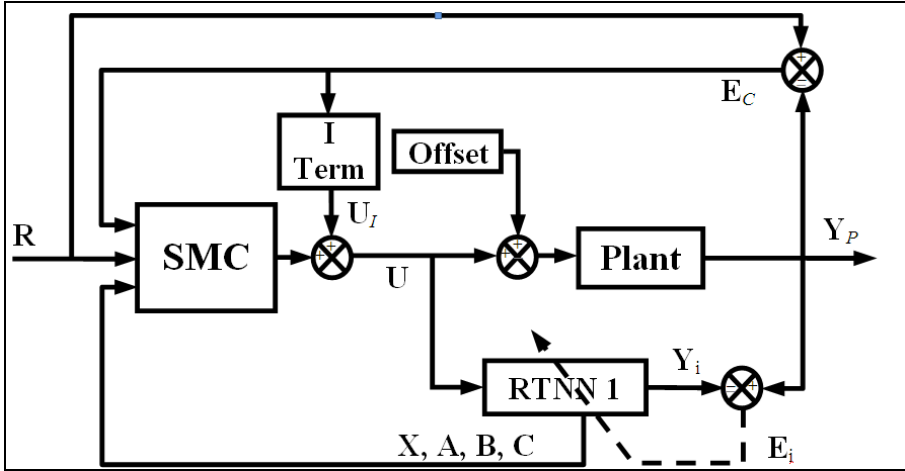 +
−
E_C
I
Term
Offset
U_I
R
SMC
+
+
U
+
+
Plant
Y_P
RTNN 1
Y_i
−
+
X, A, B, C
E_i